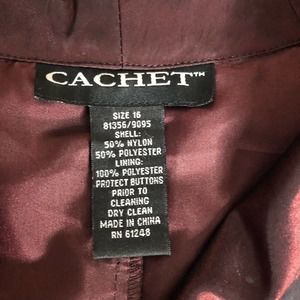 CACHET™
SIZE 16
81356/9095
SHELL:
50% NYLON
50% POLYESTER
LINING:
100% POLYESTER
PROTECT BUTTONS
PRIOR TO
CLEANING
DRY CLEAN
MADE IN CHINA
RN 61248